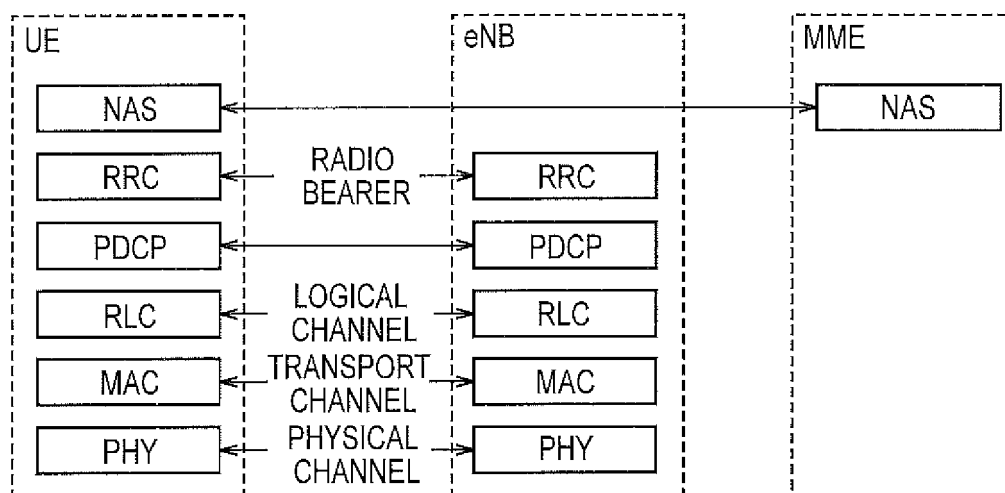 UE
eNB
MME
NAS
NAS
RRC
RADIO
BEARER
RRC
PDCP
PDCP
RLC
LOGICAL
CHANNEL
RLC
MAC
TRANSPORT
CHANNEL
MAC
PHY
PHYSICAL
CHANNEL
PHY